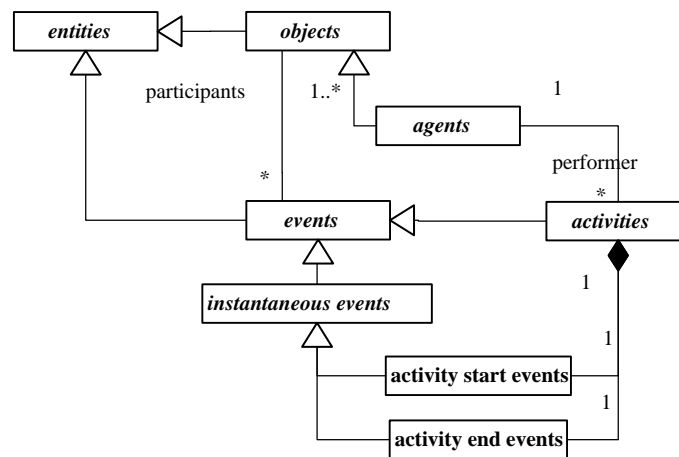 entities
objects
participants
1..*
1
agents
performer
*
*
events
activities
1
instantaneous events
1
activity start events
1
activity end events